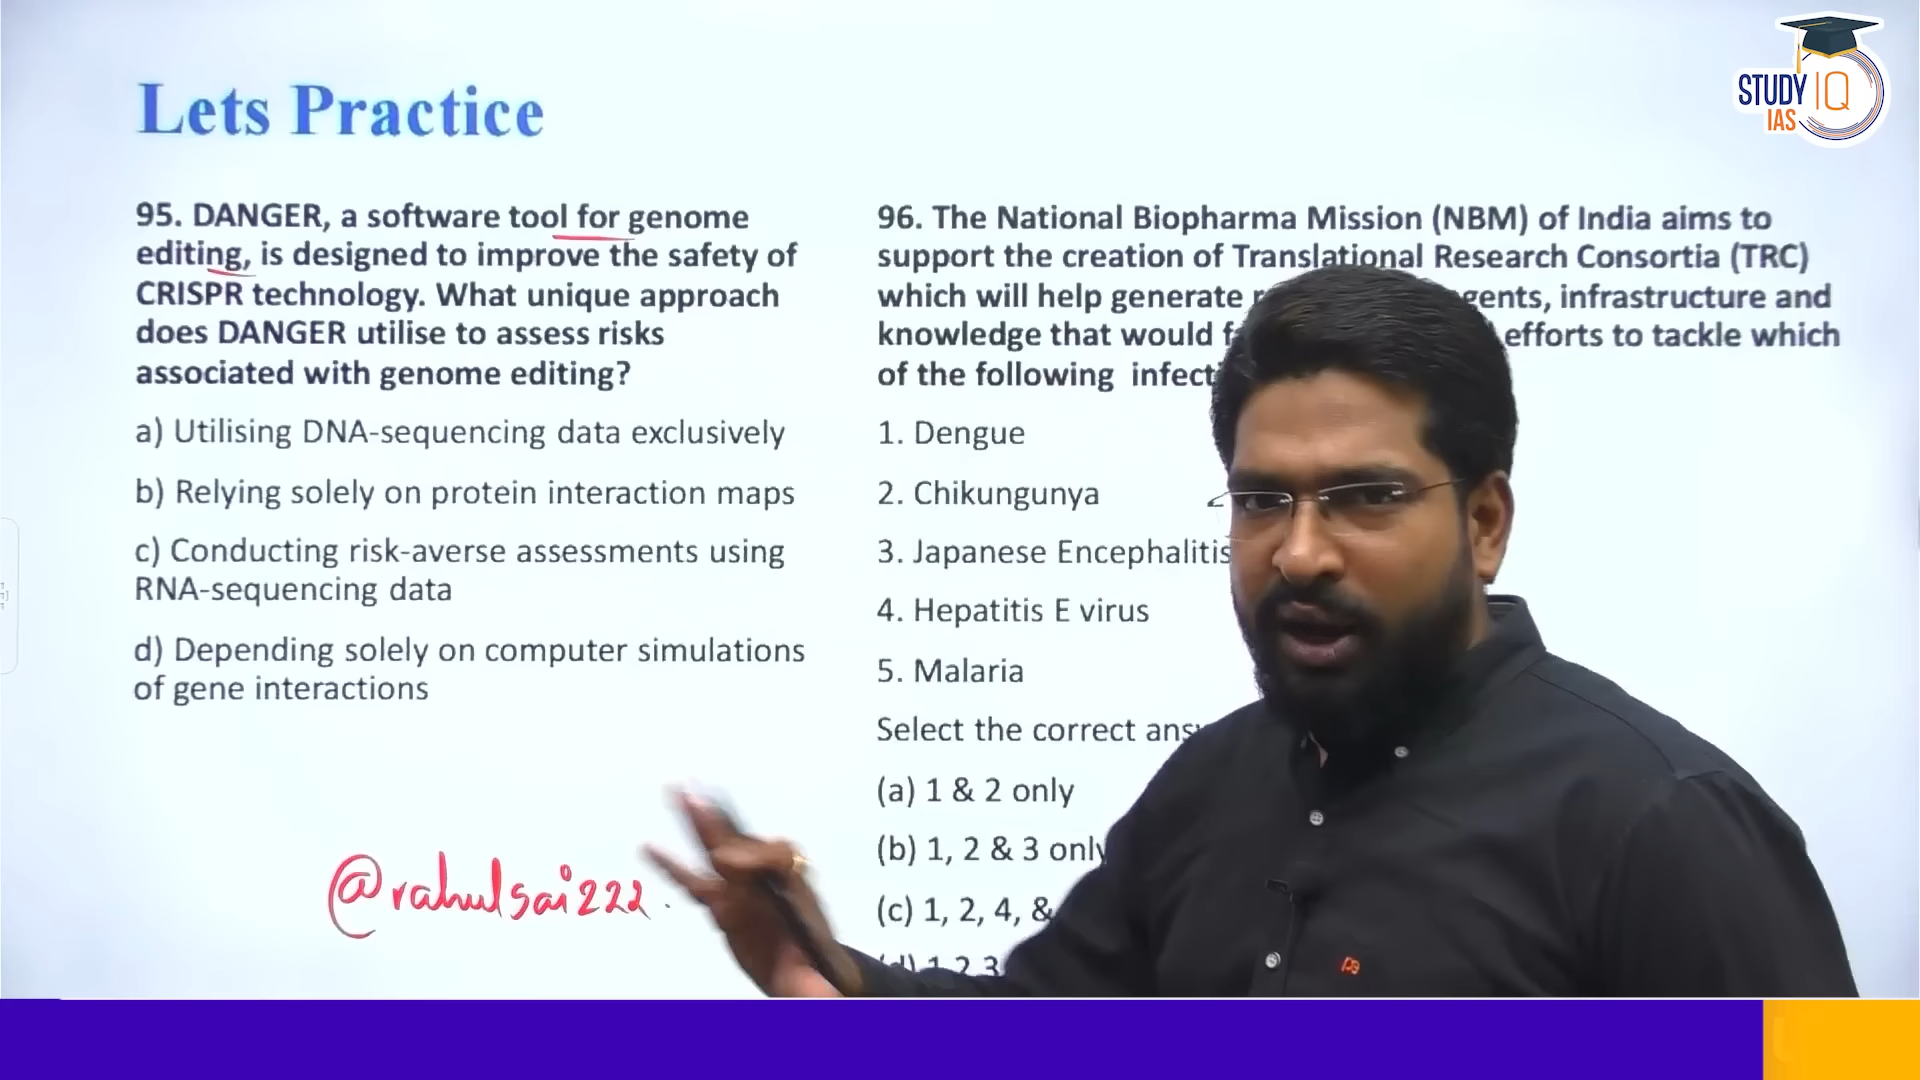 STUDY IQ
IAS
Lets Practice
95. DANGER, a software tool for genome
editing, is designed to improve the safety of
CRISPR technology. What unique approach
does DANGER utilise to assess risks
associated with genome editing?
a) Utilising DNA-sequencing data exclusively
b) Relying solely on protein interaction maps
c) Conducting risk-averse assessments using
RNA-sequencing data
d) Depending solely on computer simulations
of gene interactions
@rahulsai222
96. The National Biopharma Mission (NBM) of India aims to
support the creation of Translational Research Consortia (TRC)
which will help generate infrastructure and
knowledge that would efforts to tackle which
of the following
1. Dengue
2. Chikungunya
3. Japanese Encephalitis
4. Hepatitis E virus
5. Malaria
Select the correct
(a) 1 & 2 only
(b) 1, 2 & 3 only
(c) 1, 2, 4, &